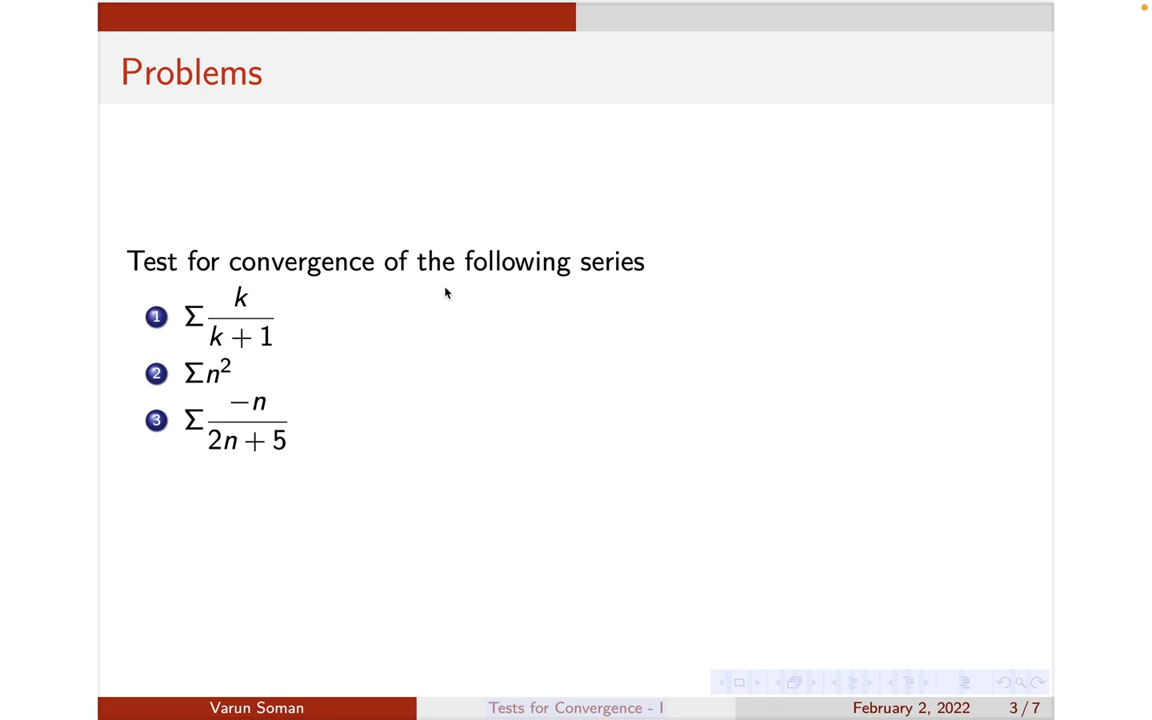 Problems
Test for convergence of the following series
1 Σ k/(k + 1)
2 Σn²
3 Σ −n/(2n + 5)
Varun Soman Tests for Convergence - I February 2, 2022 3 / 7